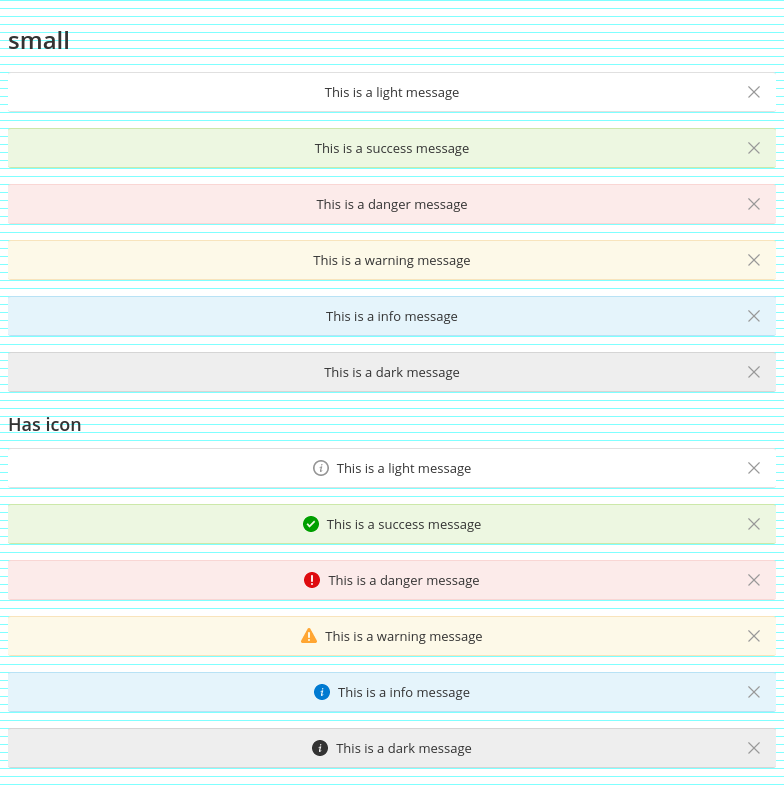 small
This is a light message
This is a success message
This is a danger message
This is a warning message
This is a info message
This is a dark message
Has icon
This is a light message
This is a success message
This is a danger message
This is a warning message
This is a info message
This is a dark message